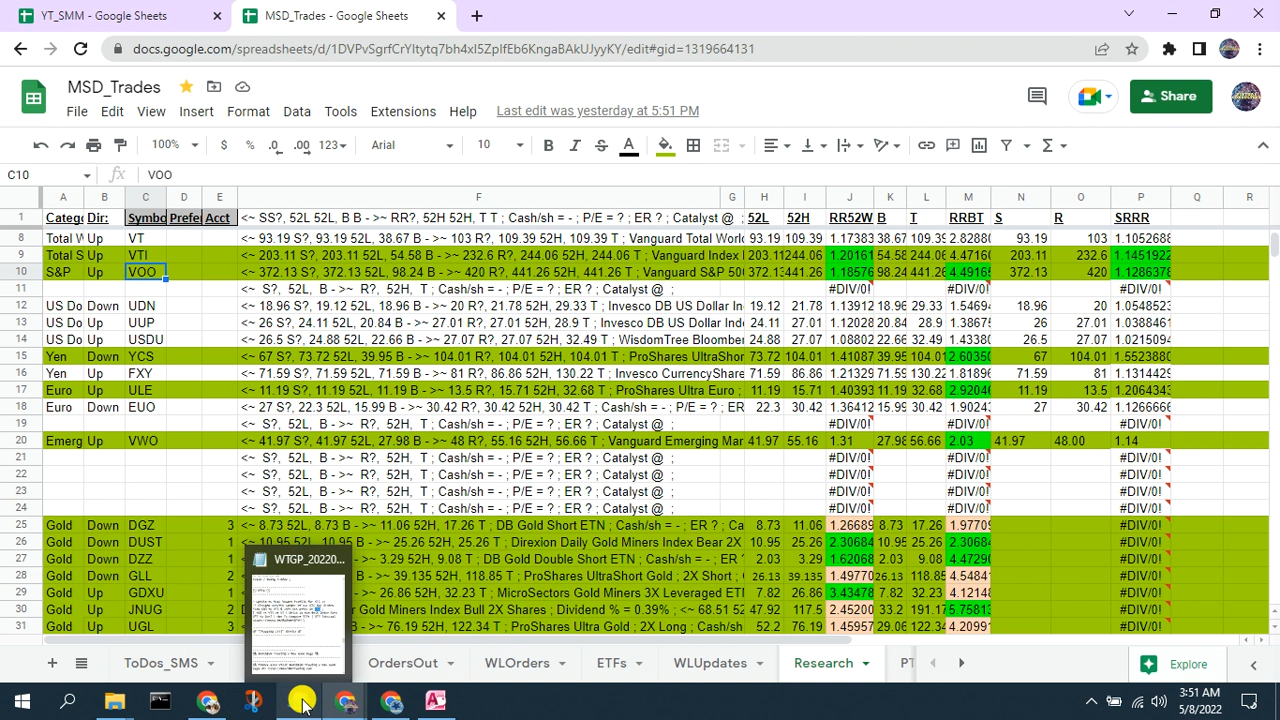 YT_SMM - Google Sheets
MSD_Trades - Google Sheets
docs.google.com/spreadsheets/d/1DVPvSgrfCrYItytq7bh4xI5ZpIfEb6KngaBAkUJyyKY/edit#gid=1319664131
MSD_Trades
File Edit View Insert Format Data Tools Extensions Help Last edit was yesterday at 5:51 PM
Share
100% $ % .0 .00 123 Arial 10
C10 fx VOO
A B C D E F G H I J K L M N O P Q R
1 Categ Dir: Symbo Prefer Acct <~ SS?, 52L 52L, B B - >~ RR?, 52H 52H, T T ; Cash/sh = - ; P/E = ? ; ER ? ; Catalyst @ ; 52L 52H RR52W B T RRBT S R SRRR
8 Total W Up VT <~ 93.19 S?, 93.19 52L, 38.67 B - >~ 103 R?, 109.39 52H, 109.39 T ; Vanguard Total World 93.19 109.39 1.17383 38.67 109.39 2.82880 93.19 103 1.1052688
9 Total S Up VTI <~ 203.11 S?, 203.11 52L, 54.58 B - >~ 232.6 R?, 244.06 52H, 244.06 T ; Vanguard Index 203.11 244.06 1.20161 54.58 244.06 4.47160 203.11 232.6 1.1451922
10 S&P Up VOO <~ 372.13 S?, 372.13 52L, 98.24 B - >~ 420 R?, 441.26 52H, 441.26 T ; Vanguard S&P 50 372.13 441.26 1.18576 98.24 441.26 4.49165 372.13 420 1.1286378
11 <~ S?, 52L, B - >~ R?, 52H, T ; Cash/sh = - ; P/E = ? ; ER ? ; Catalyst @ ; #DIV/0! #DIV/0! #DIV/0!
12 US Do Down UDN <~ 18.96 S?, 19.12 52L, 18.96 B - >~ 20 R?, 21.78 52H, 29.33 T ; Invesco DB US Dollar In 19.12 21.78 1.13912 18.96 29.33 1.54694 18.96 20 1.0548523
13 US Do Up UUP <~ 26 S?, 24.11 52L, 20.84 B - >~ 27.01 R?, 27.01 52H, 28.9 T ; Invesco DB US Dollar Ind 24.11 27.01 1.12028 20.84 28.9 1.38675 26 27.01 1.0388461
14 US Do Up USDU <~ 26.5 S?, 24.88 52L, 22.66 B - >~ 27.07 R?, 27.07 52H, 32.49 T ; WisdomTree Bloomber 24.88 27.07 1.08802 22.66 32.49 1.43380 26.5 27.07 1.0215094
15 Yen Down YCS <~ 67 S?, 73.72 52L, 39.95 B - >~ 104.01 R?, 104.01 52H, 104.01 T ; ProShares UltraShor 73.72 104.01 1.41087 39.95 104.01 2.60350 67 104.01 1.5523880
16 Yen Up FXY <~ 71.59 S?, 71.59 52L, 71.59 B - >~ 81 R?, 86.86 52H, 130.22 T ; Invesco CurrencyShare 71.59 86.86 1.21329 71.59 130.22 1.81896 71.59 81 1.1314429
17 Euro Up ULE <~ 11.19 S?, 11.19 52L, 11.19 B - >~ 13.5 R?, 15.71 52H, 32.68 T ; ProShares Ultra Euro ; 11.19 15.71 1.40393 11.19 32.68 2.92046 11.19 13.5 1.2064343
18 Euro Down EUO <~ 27 S?, 22.3 52L, 15.99 B - >~ 30.42 R?, 30.42 52H, 30.42 T ; Cash/sh = - ; P/E = ? ; ER 22.3 30.42 1.36412 15.99 30.42 1.90243 27 30.42 1.1266666
19 <~ S?, 52L, B - >~ R?, 52H, T ; Cash/sh = - ; P/E = ? ; ER ? ; Catalyst @ ; #DIV/0! #DIV/0! #DIV/0!
20 Emerg Up VWO <~ 41.97 S?, 41.97 52L, 27.98 B - >~ 48 R?, 55.16 52H, 56.66 T ; Vanguard Emerging Mar 41.97 55.16 1.31 27.98 56.66 2.03 41.97 48.00 1.14
21 <~ S?, 52L, B - >~ R?, 52H, T ; Cash/sh = - ; P/E = ? ; ER ? ; Catalyst @ ; #DIV/0! #DIV/0! #DIV/0!
22 <~ S?, 52L, B - >~ R?, 52H, T ; Cash/sh = - ; P/E = ? ; ER ? ; Catalyst @ ; #DIV/0! #DIV/0! #DIV/0!
23 <~ S?, 52L, B - >~ R?, 52H, T ; Cash/sh = - ; P/E = ? ; ER ? ; Catalyst @ ; #DIV/0! #DIV/0! #DIV/0!
24 <~ S?, 52L, B - >~ R?, 52H, T ; Cash/sh = - ; P/E = ? ; ER ? ; Catalyst @ ; #DIV/0! #DIV/0! #DIV/0!
25 Gold Down DGZ 3 <~ 8.73 52L, 8.73 B - >~ 11.06 52H, 17.26 T ; DB Gold Short ETN ; Cash/sh = - ; ER ? ; Ca 8.73 11.06 1.26689 8.73 17.26 1.97709 #DIV/0!
26 Gold Down DUST 1 <~ 10.95 52L, 10.95 B - >~ 25.26 52H, 25.26 T ; Direxion Daily Gold Miners Index Bear 2X 10.95 25.26 2.30684 10.95 25.26 2.30684 #DIV/0!
27 Gold Down DZZ 1 >~ 3.29 52H, 9.08 T ; DB Gold Double Short ETN ; Cash/sh = - ; ER 2.03 3.29 1.62068 2.03 9.08 4.47290 #DIV/0!
28 Gold Down GLL 2 >~ 39.135 52H, 118.85 T ; ProShares UltraShort Gold ; 2X Short ; 26.13 39.135 1.49770 26.13 118.85 4.54841 #DIV/0!
29 Gold Up GDXU 1 >~ 26.86 52H, 32.23 T ; MicroSectors Gold Miners 3X Leveraged ET 7.82 26.86 3.43478 7.82 32.23 #DIV/0!
30 Gold Up JNUG 2 Gold Miners Index Bull 2X Shares ; Dividend % = 0.39% ; 117.5 2.45200 33.2 191.17 5.75813 #DIV/0!
31 Gold Up UGL 3 >~ 76.19 52H, T ; ProShares Ultra Gold ; 2X Long ; Cash/sh 52.2 76.19 1.45957 29.06 122.34 4.20991 #DIV/0!
WTGP_20220...
ToDos_SMS OrdersOut WLOrders ETFs WLUpdates Research PT Explore
3:51 AM
5/8/2022